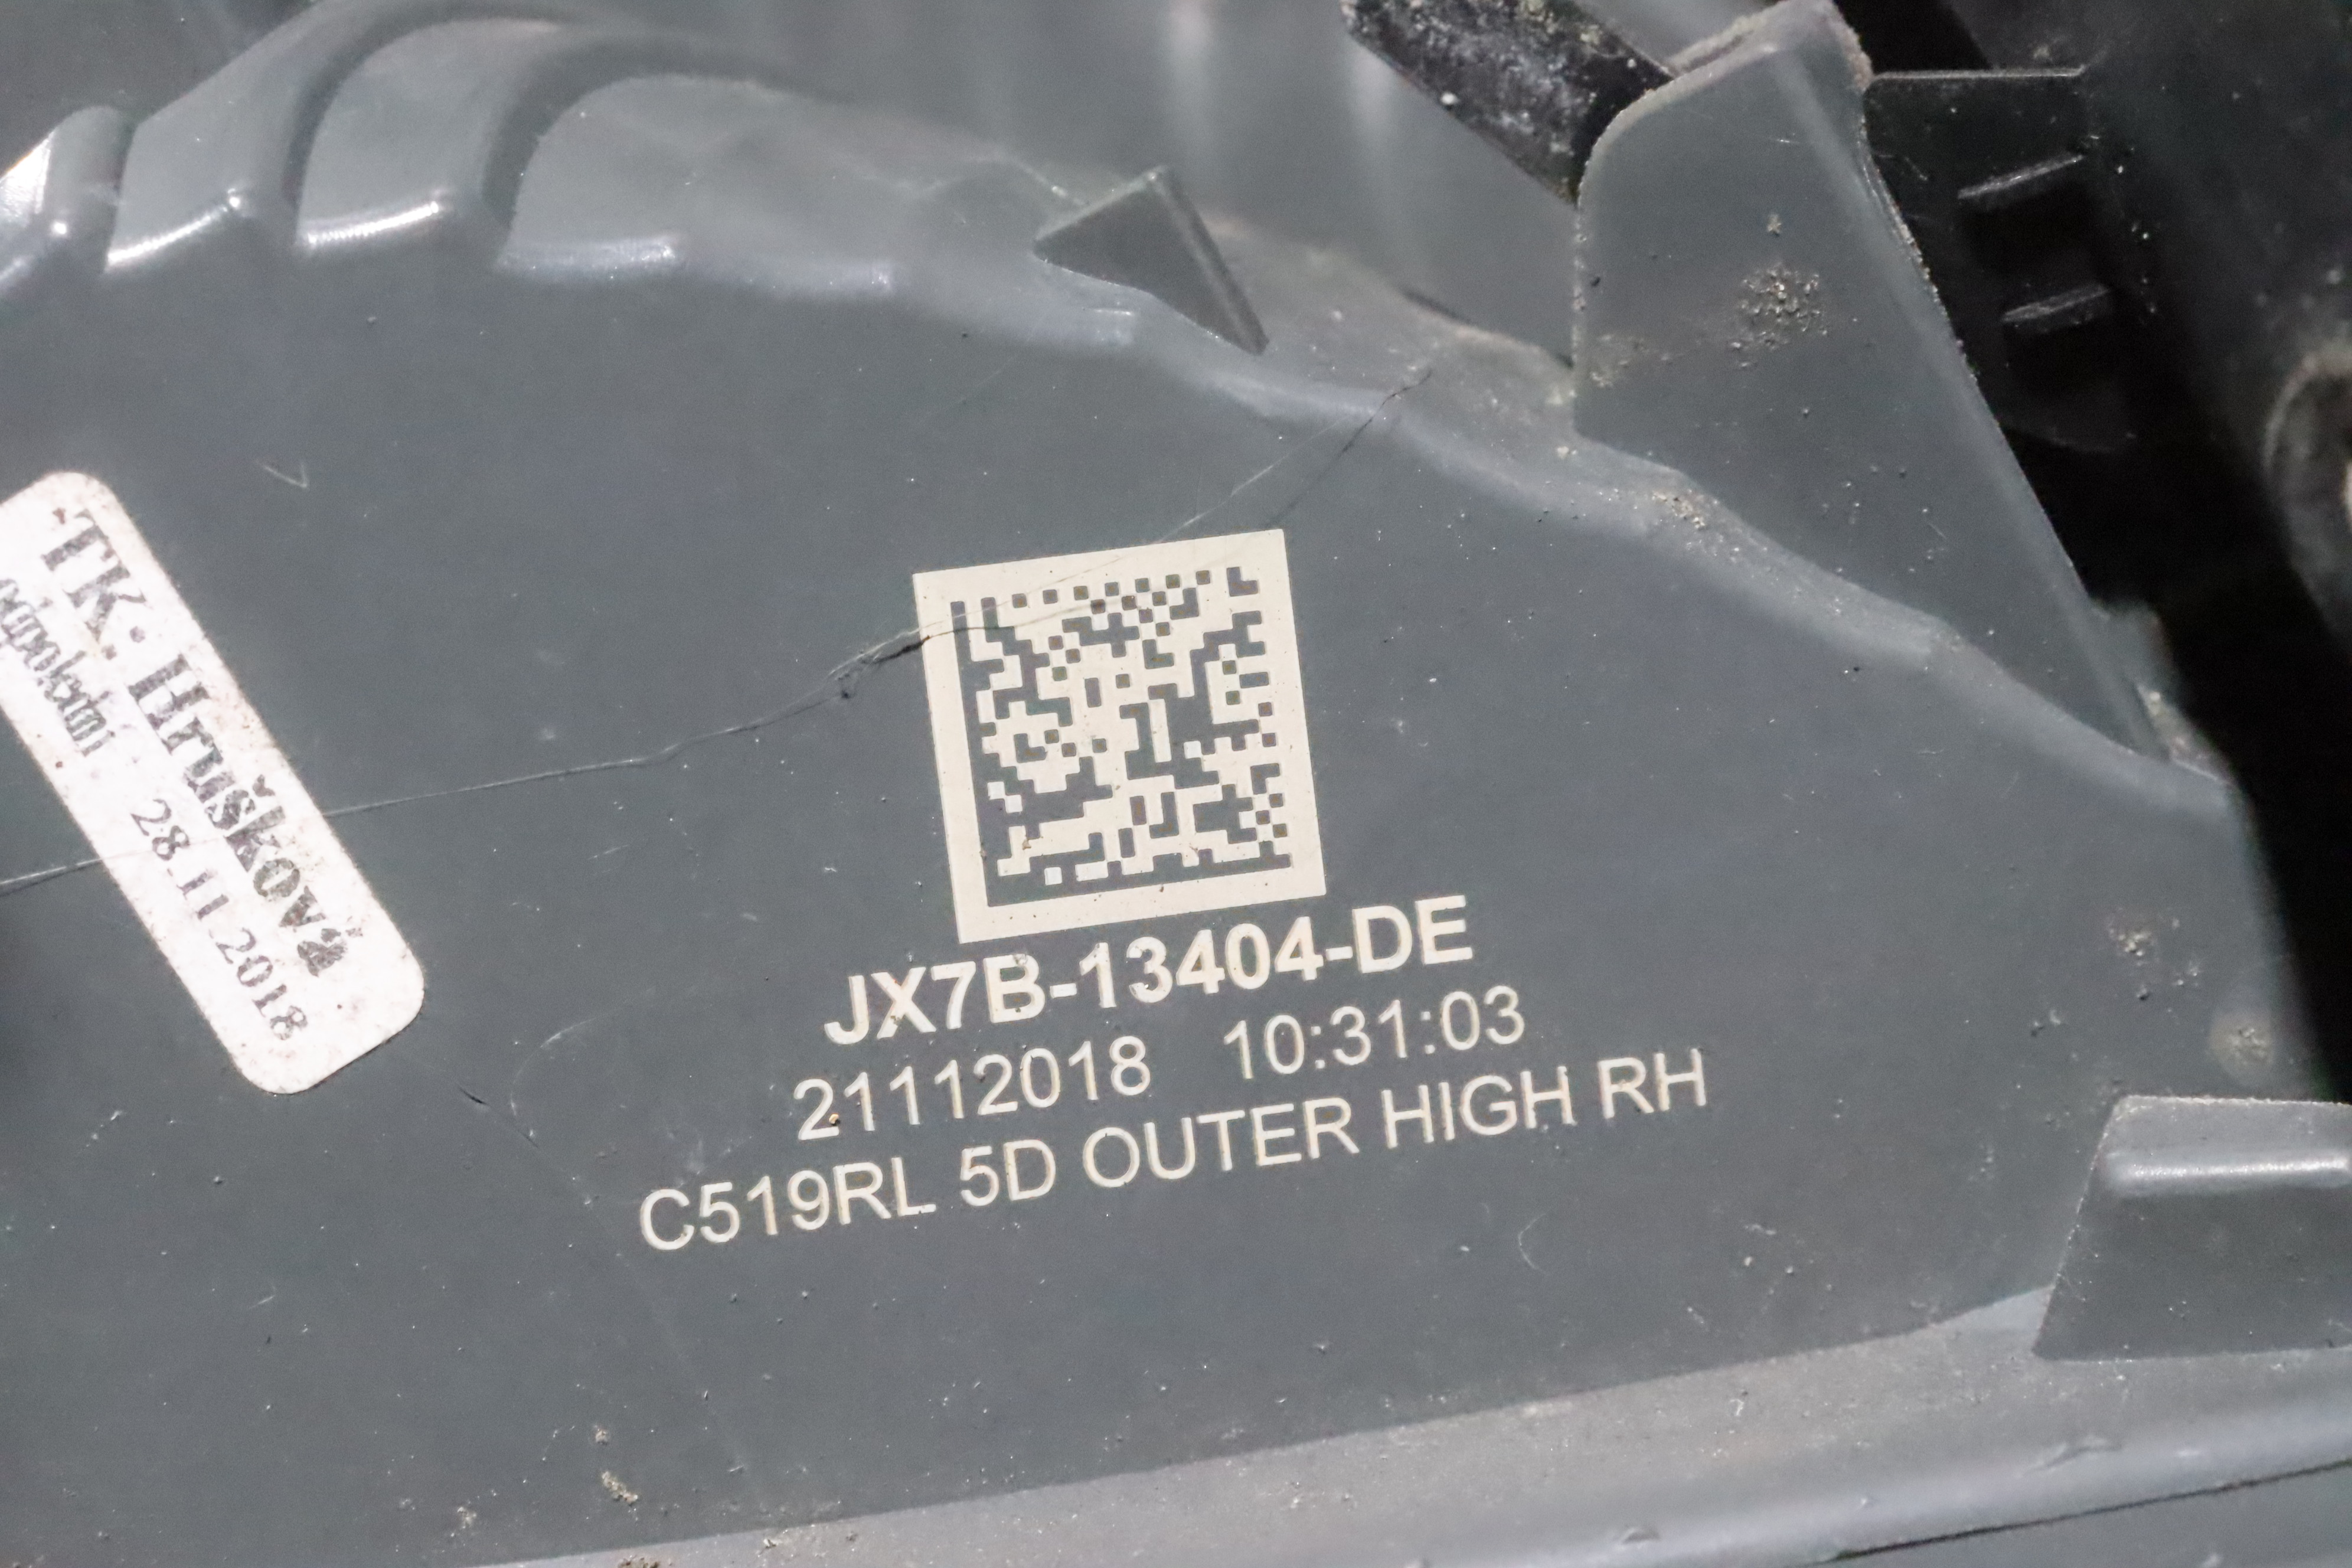 TK. Hrušková
28.11.2018
JX7B-13404-DE
21112018 10:31:03
C519RL 5D OUTER HIGH RH